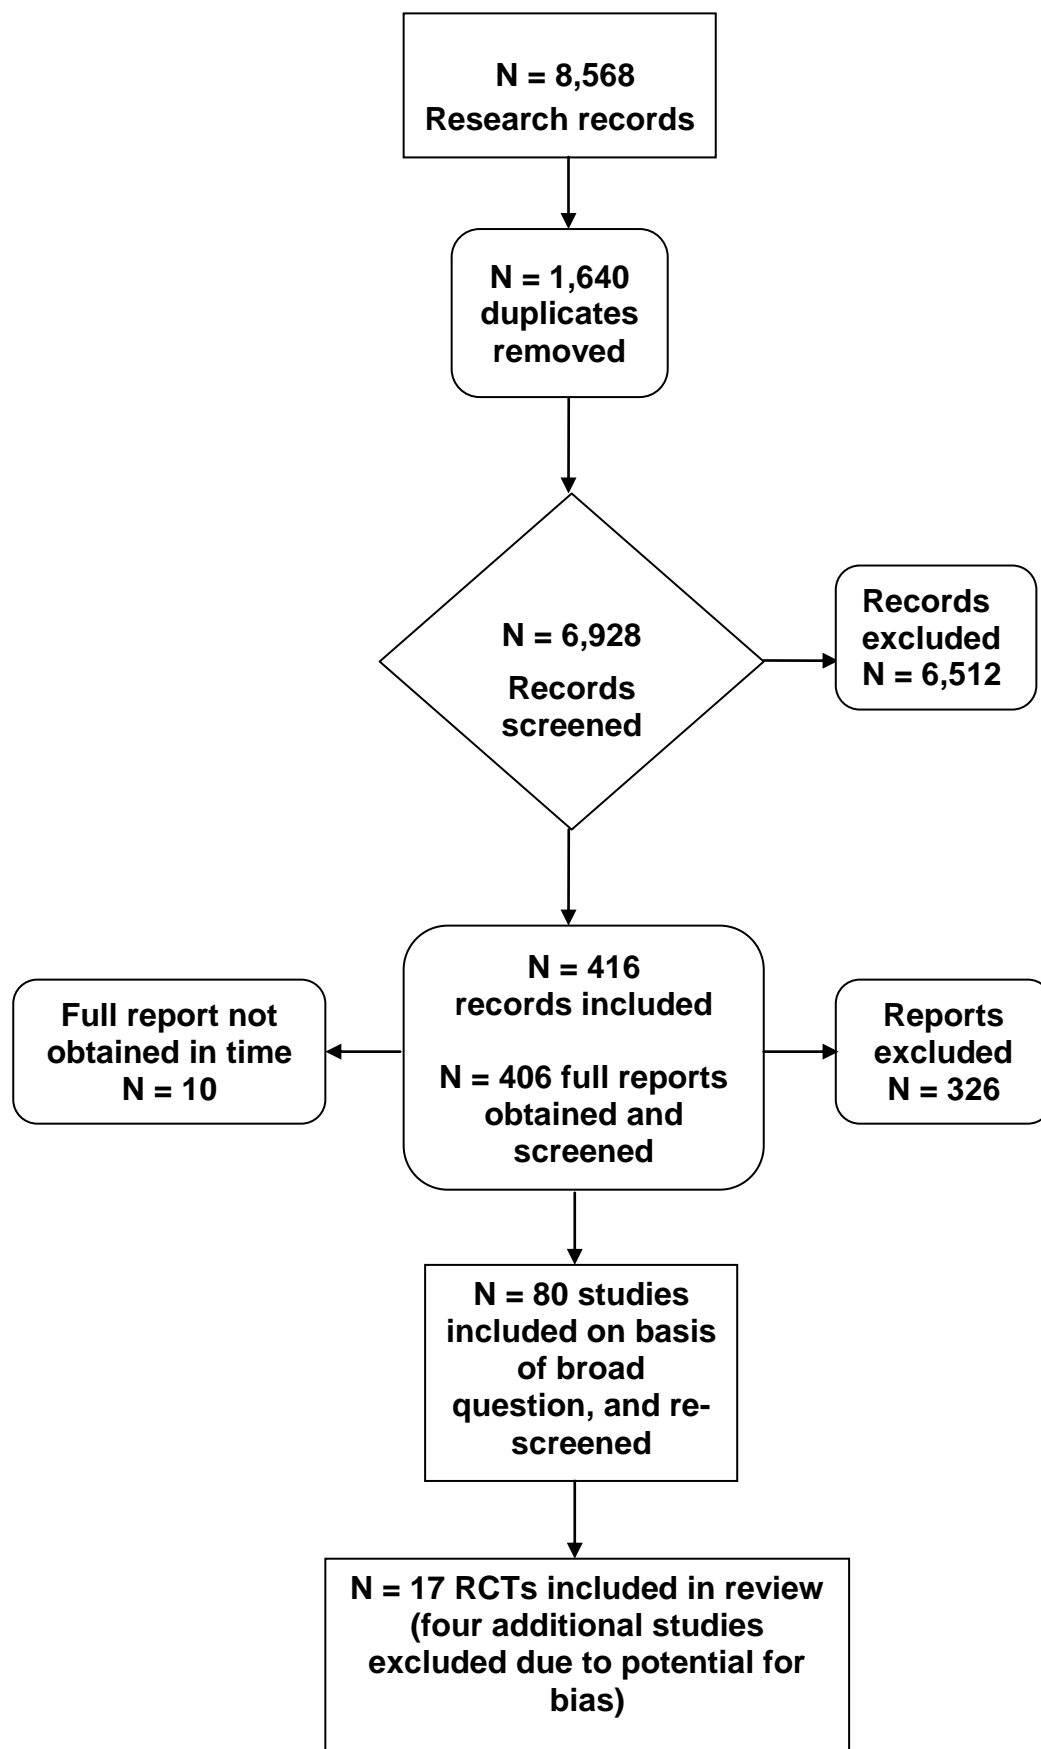 N = 8,568
Research records
N = 1,640
duplicates
removed
N = 6,928
Records
screened
Records
excluded
N = 6,512
N = 416
records included
N = 406 full reports
obtained and
screened
Full report not
obtained in time
N = 10
Reports
excluded
N = 326
N = 80 studies
included on basis
of broad
question, and re-
screened
N = 17 RCTs included in review
(four additional studies
excluded due to potential for
bias)